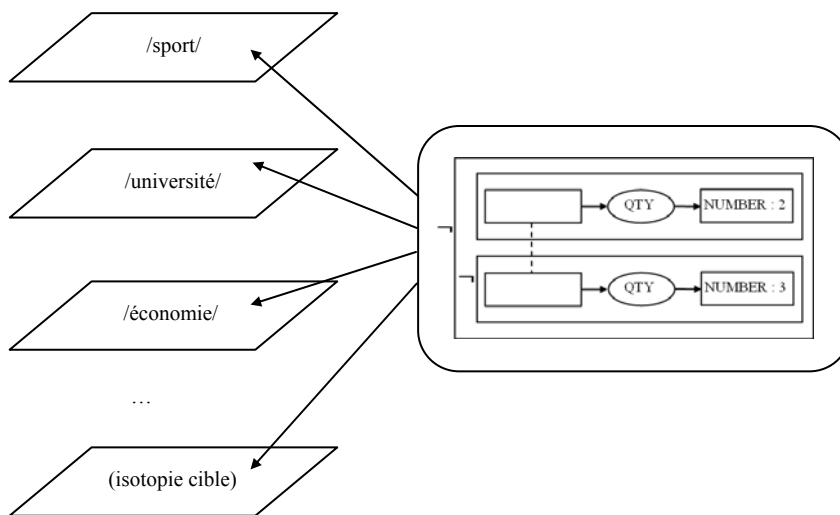 /sport/
/université/
/économie/
…
(isotopie cible)
QTY
NUMBER : 2
¬
¬
QTY
NUMBER : 3